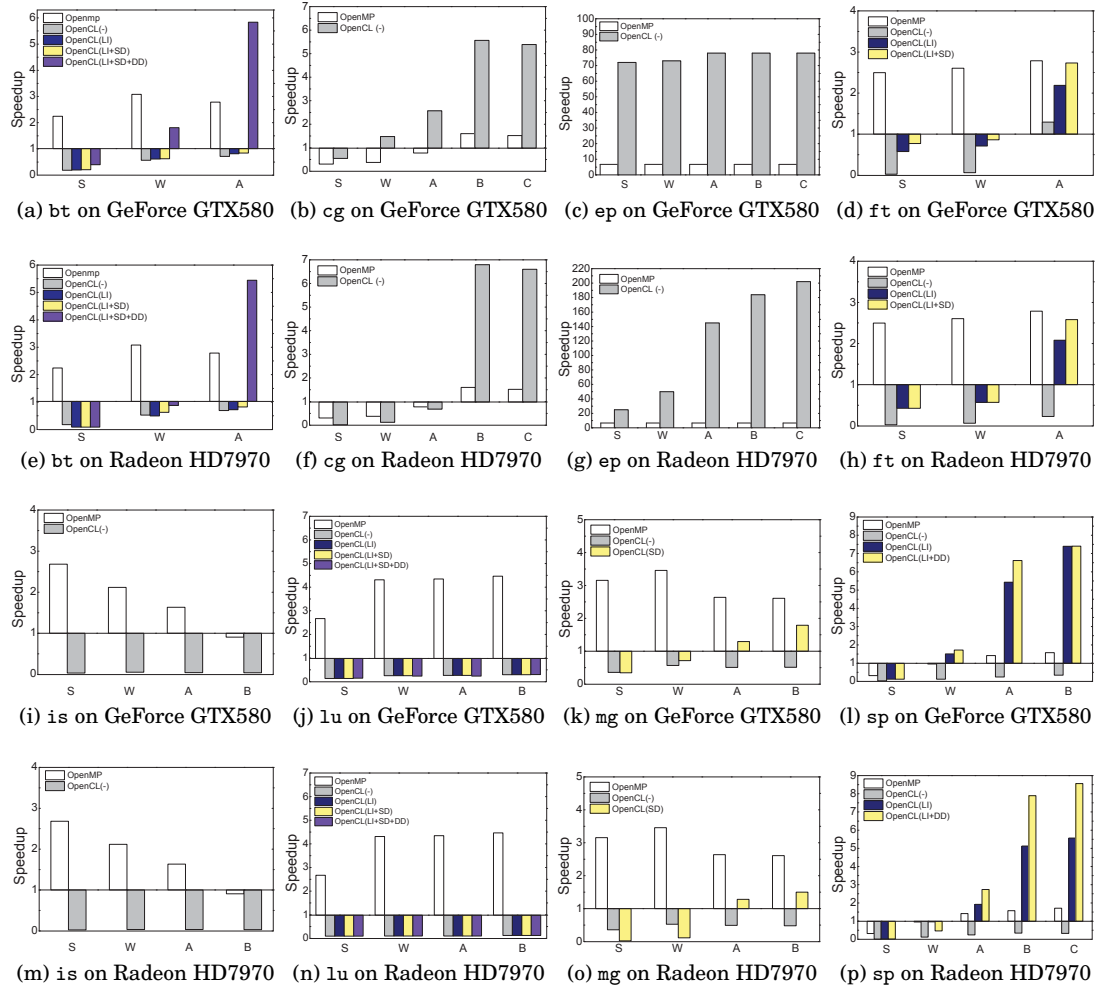 Speedup
6
5
4
3
2
1
0
Openmp
OpenCL(-)
OpenCL(LI)
OpenCL(LI+SD)
OpenCL(LI+SD+DD)
S W A
(a) bt on GeForce GTX580
Speedup
7
6
5
4
3
2
1
0
OpenMP
OpenCL (-)
S W A B C
(b) cg on GeForce GTX580
Speedup
100
90
80
70
60
50
40
30
20
10
0
OpenMP
OpenCL (-)
S W A B C
(c) ep on GeForce GTX580
Speedup
4
3
2
1
0
OpenMP
OpenCL(-)
OpenCL(LI)
OpenCL(LI+SD)
S W A
(d) ft on GeForce GTX580
Speedup
6
5
4
3
2
1
0
Openmp
OpenCL(-)
OpenCL(LI)
OpenCL(LI+SD)
OpenCL(LI+SD+DD)
S W A
(e) bt on Radeon HD7970
Speedup
7
6
5
4
3
2
1
0
OpenMP
OpenCL (-)
S W A B C
(f) cg on Radeon HD7970
Speedup
220
200
180
160
140
120
100
80
60
40
20
0
OpenMP
OpenCL (-)
S W A B C
(g) ep on Radeon HD7970
Speedup
4
3
2
1
0
OpenMP
OpenCL(-)
OpenCL(LI)
OpenCL(LI+SD)
S W A
(h) ft on Radeon HD7970
Speedup
4
3
2
1
0
OpenMP
OpenCL(-)
S W A B
(i) is on GeForce GTX580
Speedup
7
6
5
4
3
2
1
0
OpenMP
OpenCL(-)
OpenCL(LI)
OpenCL(LI+SD)
OpenCL(LI+SD+DD)
S W A B
(j) lu on GeForce GTX580
Speedup
5
4
3
2
1
0
OpenMP
OpenCL(-)
OpenCL(SD)
S W A B
(k) mg on GeForce GTX580
Speedup
9
8
7
6
5
4
3
2
1
0
OpenMP
OpenCL(-)
OpenCL(LI)
OpenCL(LI+DD)
S W A B
(l) sp on GeForce GTX580
Speedup
4
3
2
1
0
OpenMP
OpenCL(-)
S W A B
(m) is on Radeon HD7970
Speedup
7
6
5
4
3
2
1
0
OpenMP
OpenCL(-)
OpenCL(LI)
OpenCL(LI+SD)
OpenCL(LI+SD+DD)
S W A B
(n) lu on Radeon HD7970
Speedup
5
4
3
2
1
0
OpenMP
OpenCL(-)
OpenCL(SD)
S W A B
(o) mg on Radeon HD7970
Speedup
9
8
7
6
5
4
3
2
1
0
OpenMP
OpenCL(-)
OpenCL(LI)
OpenCL(LI+DD)
S W A B C
(p) sp on Radeon HD7970